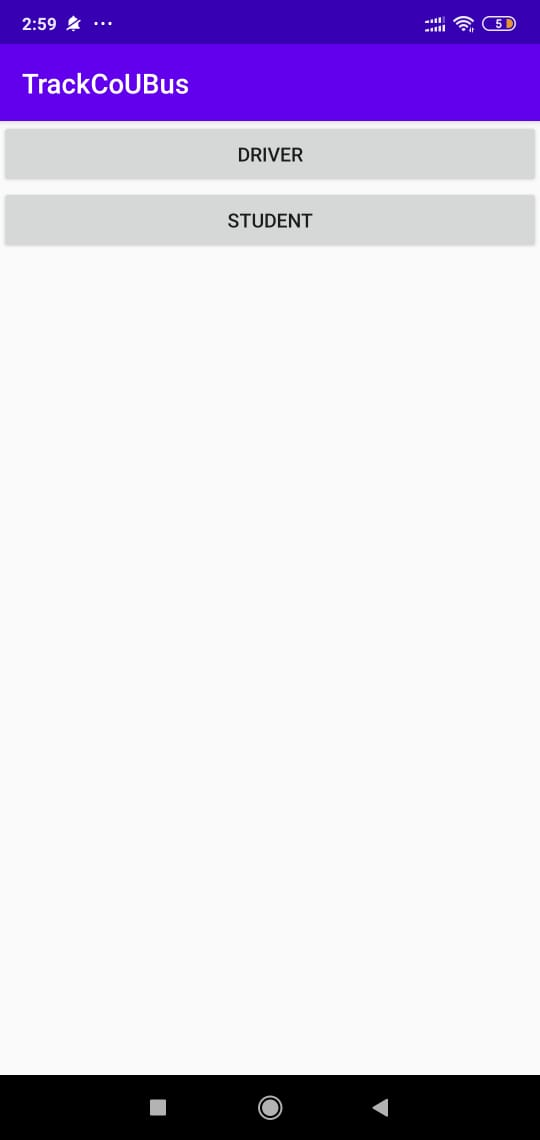 2:59 ... 5
TrackCoUBus
DRIVER
STUDENT